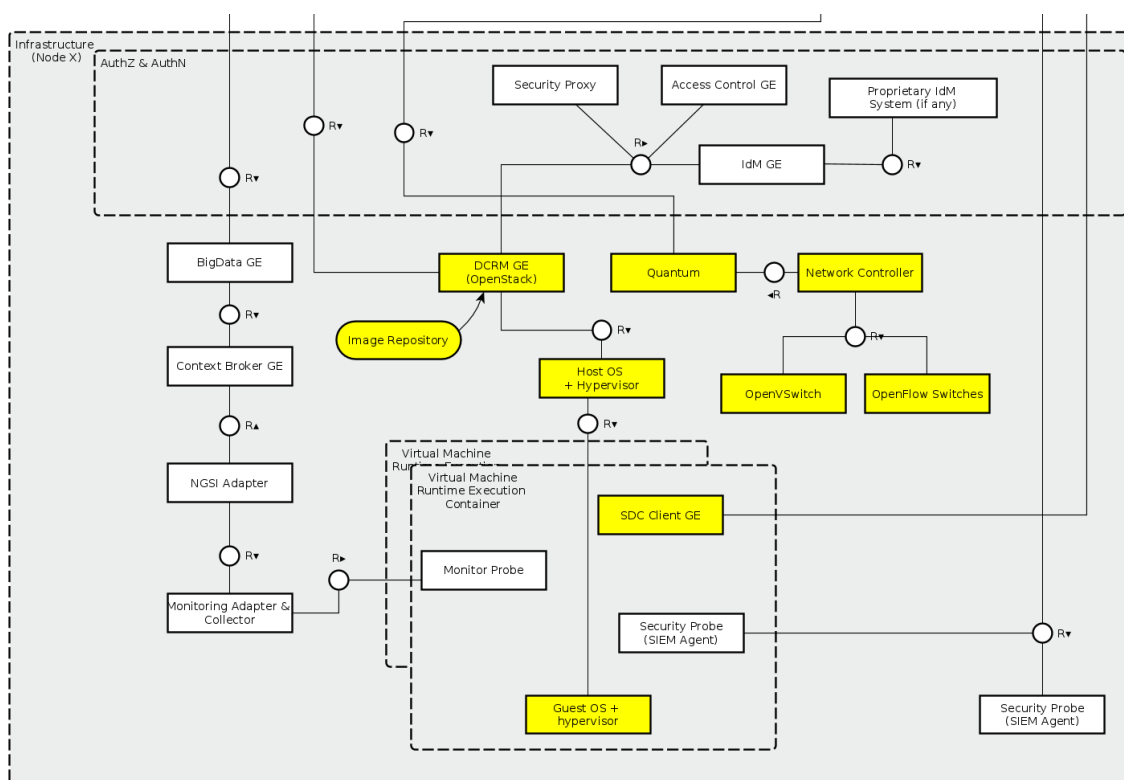 Infrastructure
(Node X)
AuthZ & AuthN
Security Proxy
Access Control GE
Proprietary IdM
System (if any)
R▾
R▾
R▸
IdM GE
R▾
R▾
BigData GE
DCRM GE
(OpenStack)
Quantum
◂R
Network Controller
R▾
Image Repository
R▾
R▾
Context Broker GE
Host OS
+ Hypervisor
OpenVSwitch
OpenFlow Switches
R▴
R▾
Virtual Machine
Virtual Machine
Runtime Execution
Container
NGSI Adapter
SDC Client GE
R▾
R▸
Monitor Probe
Monitoring Adapter &
Collector
Security Probe
(SIEM Agent)
R▾
Guest OS +
hypervisor
Security Probe
(SIEM Agent)